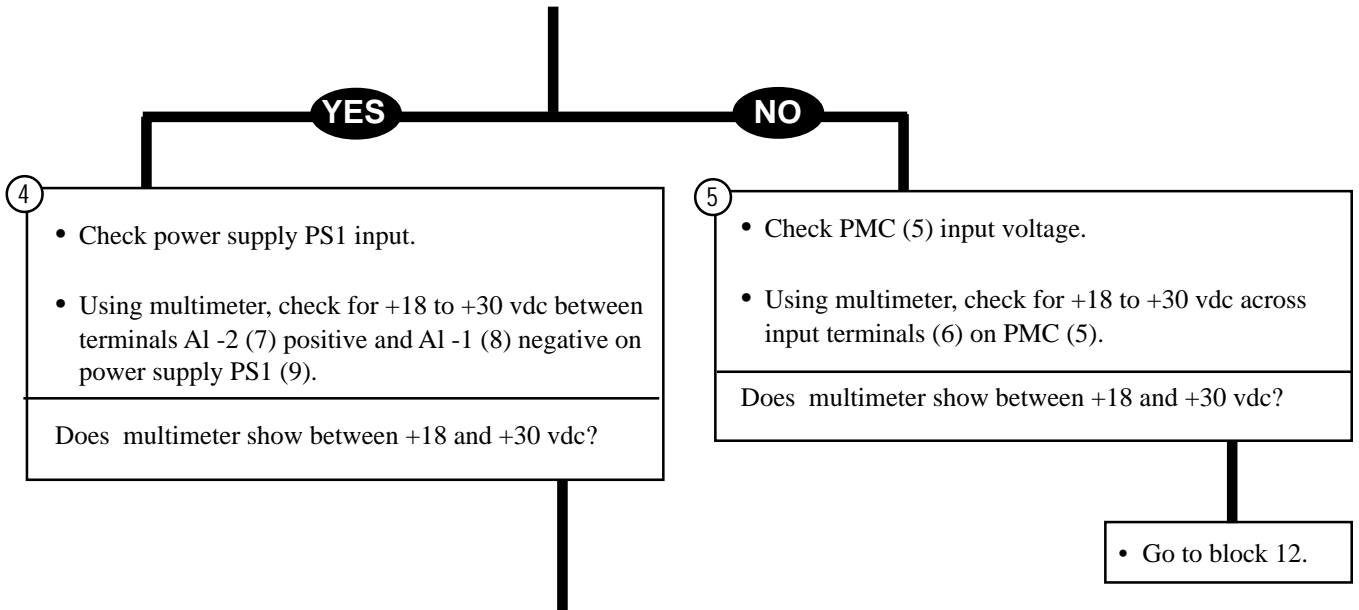 YES
NO
4
• Check power supply PS1 input.
• Using multimeter, check for +18 to +30 vdc between
terminals Al -2 (7) positive and Al -1 (8) negative on
power supply PS1 (9).
Does multimeter show between +18 and +30 vdc?
5
• Check PMC (5) input voltage.
• Using multimeter, check for +18 to +30 vdc across
input terminals (6) on PMC (5).
Does multimeter show between +18 and +30 vdc?
• Go to block 12.